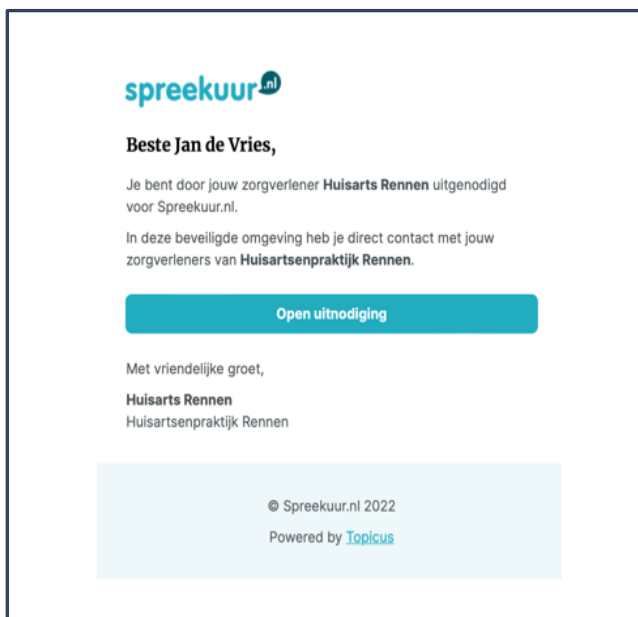 spreekuur.nl
Beste Jan de Vries,
Je bent door jouw zorgverlener Huisarts Rennen uitgenodigd
voor Spreekuur.nl.
In deze beveiligde omgeving heb je direct contact met jouw
zorgverleners van Huisartsenpraktijk Rennen.
Open uitnodiging
Met vriendelijke groet,
Huisarts Rennen
Huisartsenpraktijk Rennen
© Spreekuur.nl 2022
Powered by Topicus